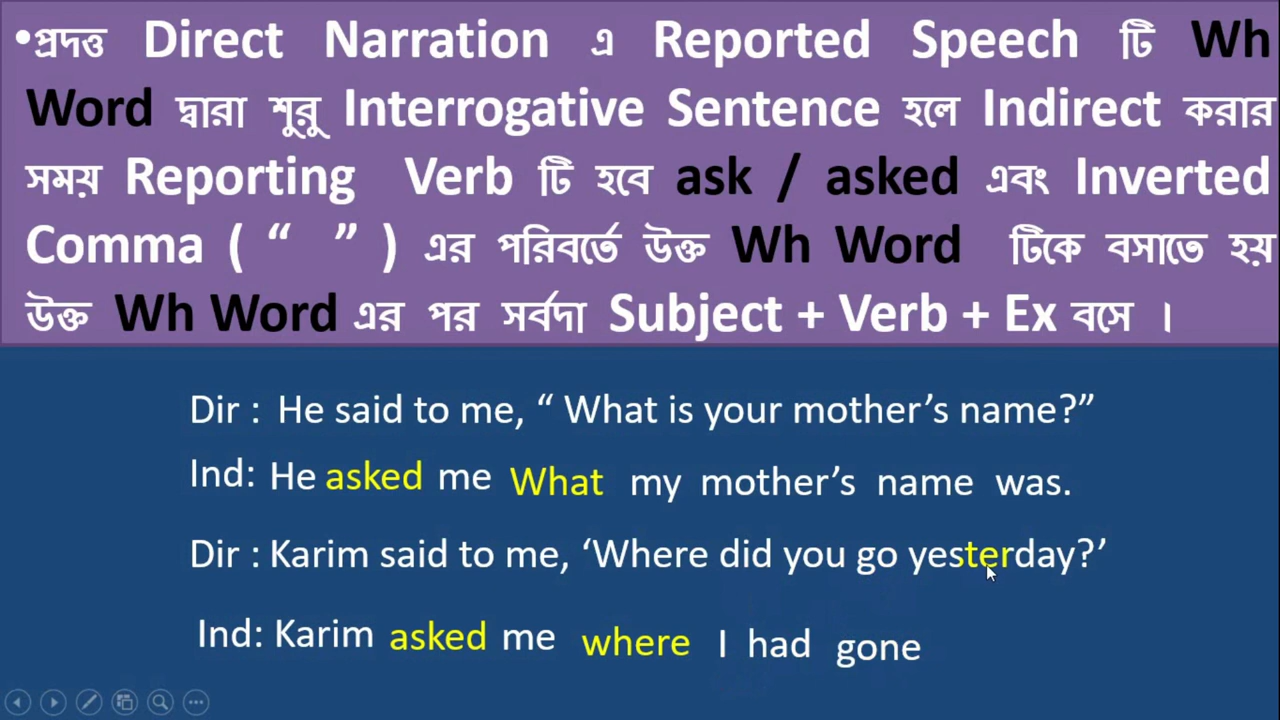 •প্রদত্ত Direct Narration এ Reported Speech টি Wh
Word দ্বারা শুরু Interrogative Sentence হলে Indirect করার
সময় Reporting Verb টি হবে ask / asked এবং Inverted
Comma ( “ ” ) এর পরিবর্তে উক্ত Wh Word টিকে বসাতে হয়
উক্ত Wh Word এর পর সর্বদা Subject + Verb + Ex বসে ।
Dir : He said to me, “ What is your mother’s name?”
Ind: He asked me What my mother’s name was.
Dir : Karim said to me, ‘Where did you go yesterday?’
Ind: Karim asked me where I had gone